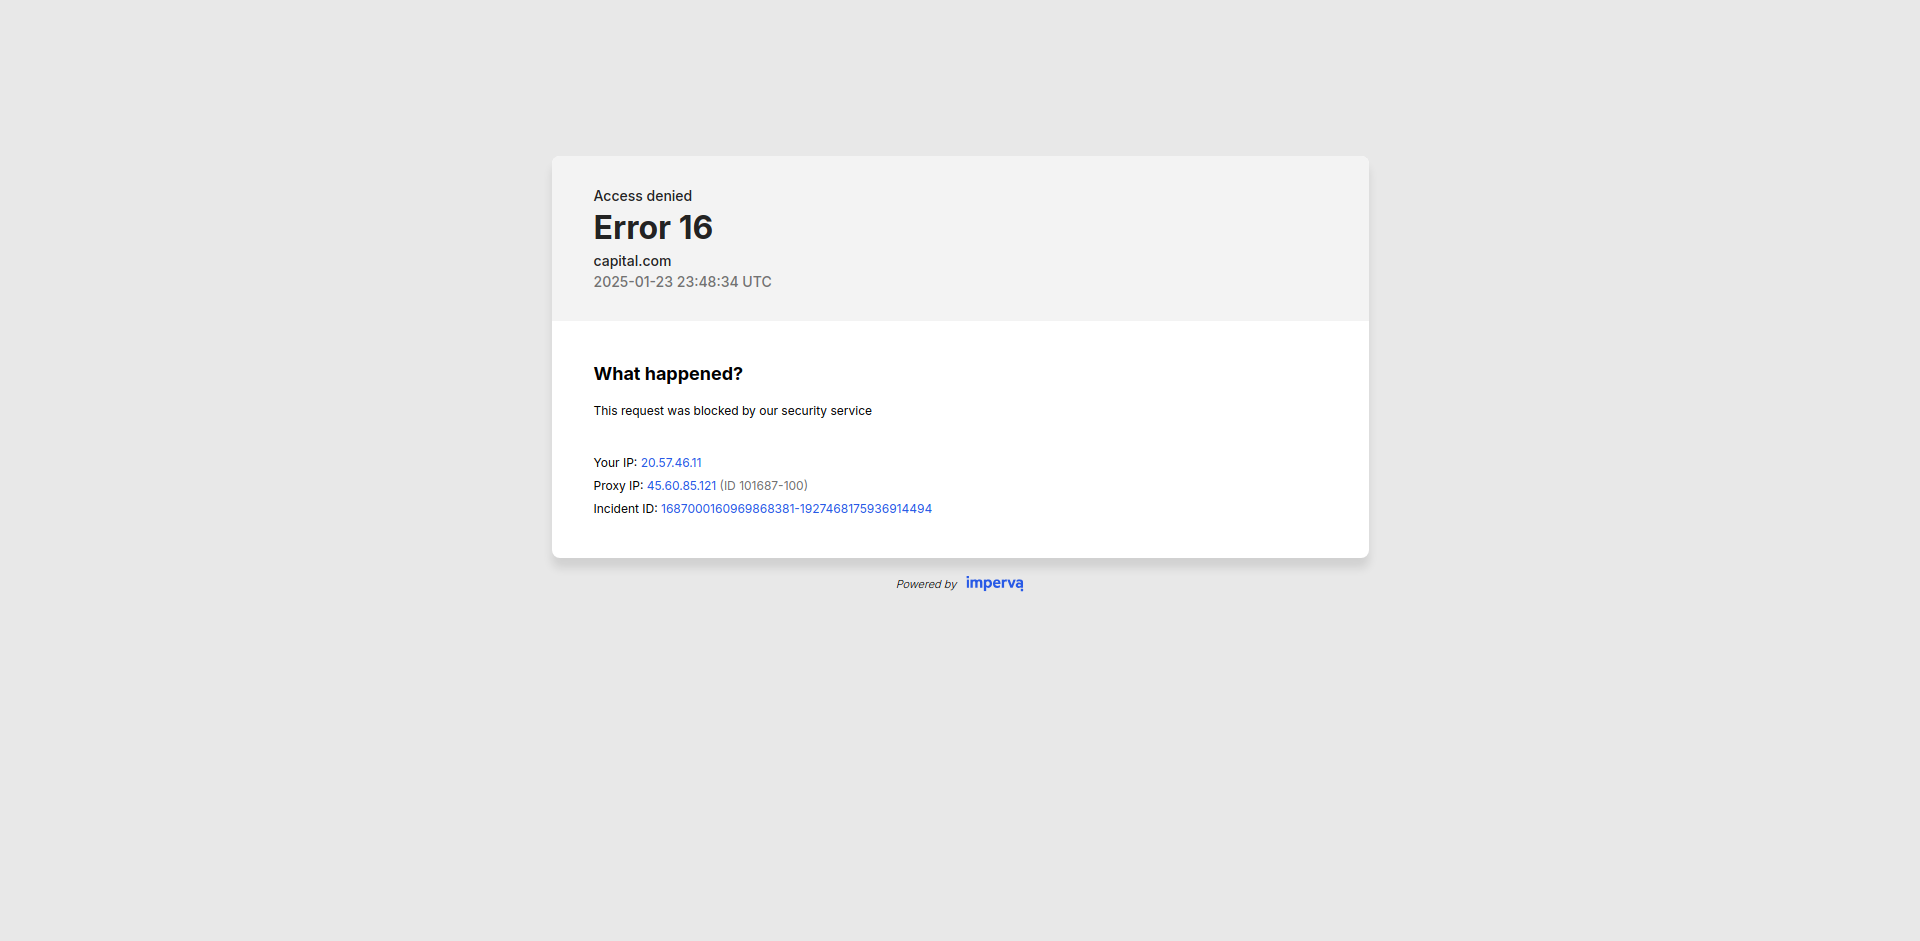 Access denied
Error 16
capital.com
2025-01-23 23:48:34 UTC
What happened?
This request was blocked by our security service
Your IP: 20.57.46.11
Proxy IP: 45.60.85.121 (ID 101687-100)
Incident ID: 1687000160969868381-1927468175936914494
Powered by imperva